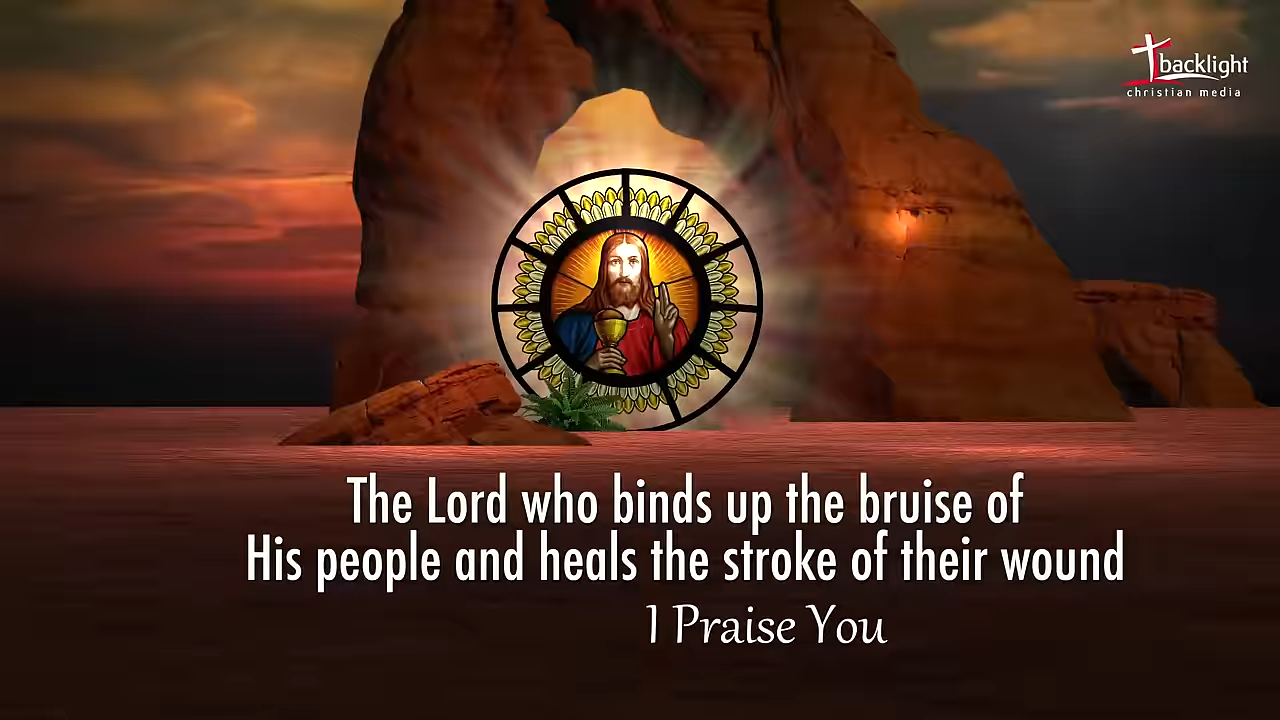 backlight
christian media
The Lord who binds up the bruise of
His people and heals the stroke of their wound
I Praise You